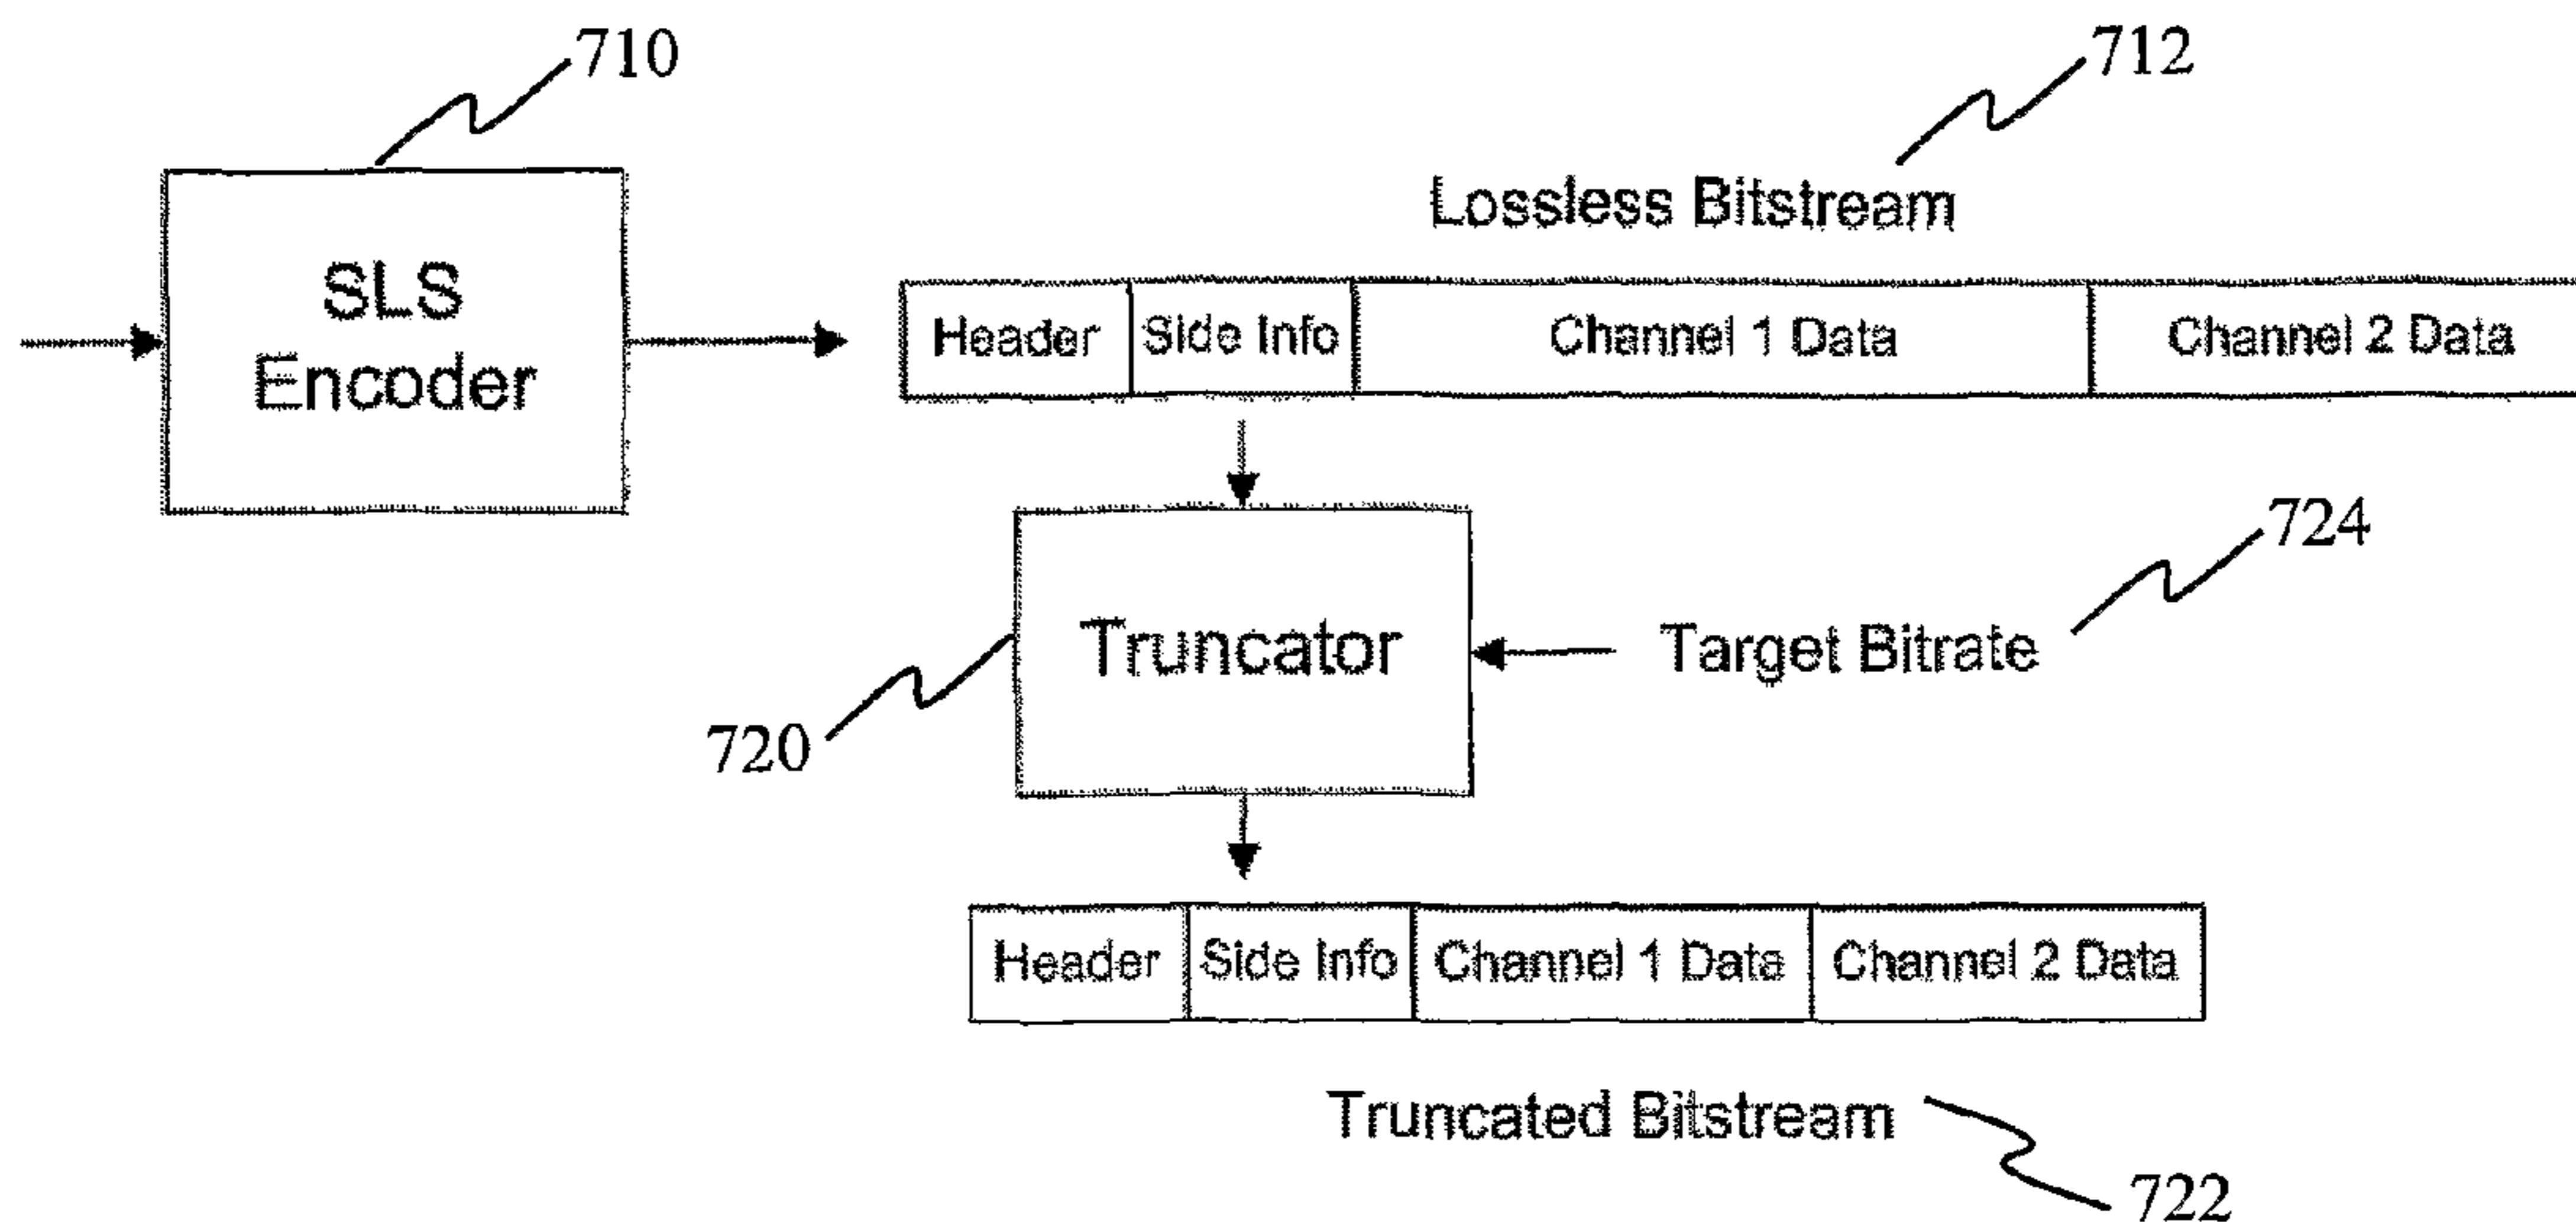 710
712
SLS
Encoder
Lossless Bitstream
Header Side Info Channel 1 Data Channel 2 Data
724
Truncator
Target Bitrate
720
Header Side Info Channel 1 Data Channel 2 Data
Truncated Bitstream
722